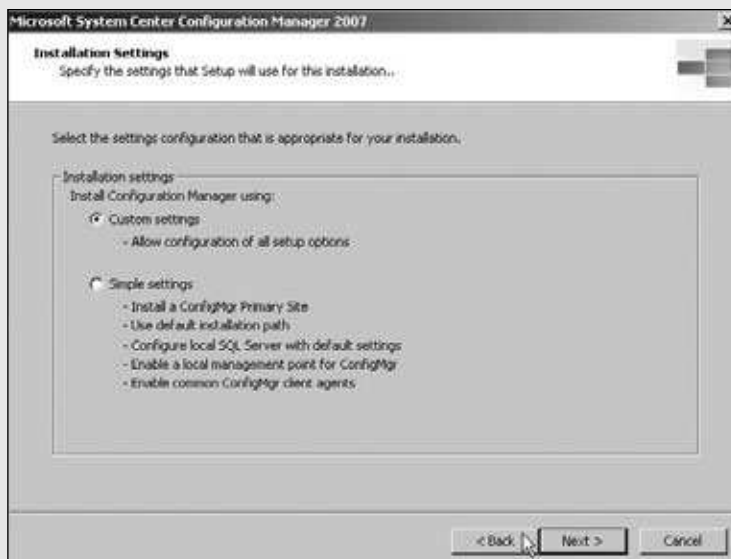 Microsoft System Center Configuration Manager 2007
Installation Settings
Specify the settings that Setup will use for this installation..
Select the settings configuration that is appropriate for your installation.
Installation settings
Install Configuration Manager using:
Custom settings
- Allow configuration of all setup options
Simple settings
- Install a ConfigMgr Primary Site
- Use default installation path
- Configure local SQL Server with default settings
- Enable a local management point for ConfigMgr
- Enable common ConfigMgr client agents
< Back
Next >
Cancel